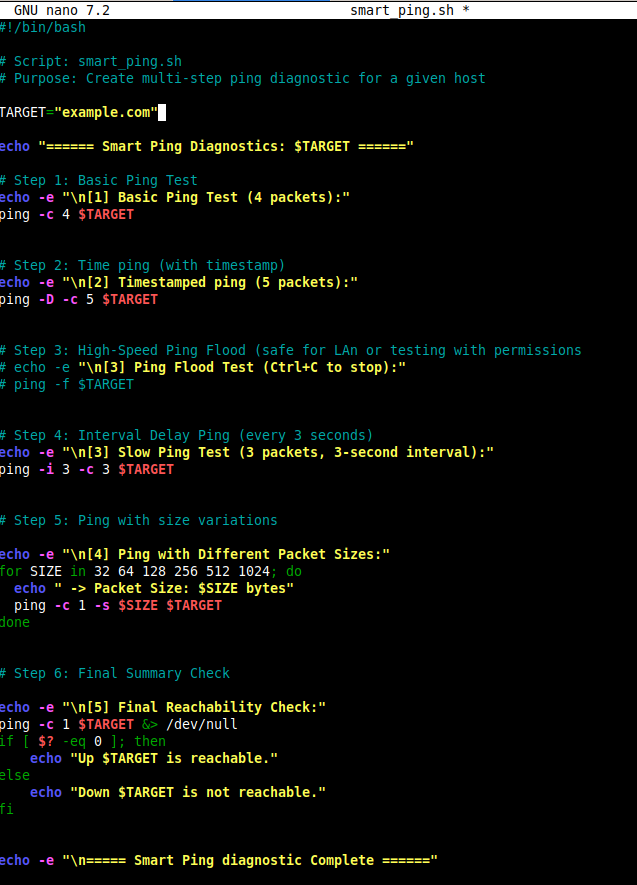 GNU nano 7.2 smart_ping.sh *
#!/bin/bash
# Script: smart_ping.sh
# Purpose: Create multi-step ping diagnostic for a given host
TARGET="example.com"
echo "====== Smart Ping Diagnostics: $TARGET ======"
# Step 1: Basic Ping Test
echo -e "\n[1] Basic Ping Test (4 packets):"
ping -c 4 $TARGET
# Step 2: Time ping (with timestamp)
echo -e "\n[2] Timestamped ping (5 packets):"
ping -D -c 5 $TARGET
# Step 3: High-Speed Ping Flood (safe for LAn or testing with permissions
# echo -e "\n[3] Ping Flood Test (Ctrl+C to stop):"
# ping -f $TARGET
# Step 4: Interval Delay Ping (every 3 seconds)
echo -e "\n[3] Slow Ping Test (3 packets, 3-second interval):"
ping -i 3 -c 3 $TARGET
# Step 5: Ping with size variations
echo -e "\n[4] Ping with Different Packet Sizes:"
for SIZE in 32 64 128 256 512 1024; do
  echo " -> Packet Size: $SIZE bytes"
  ping -c 1 -s $SIZE $TARGET
done
# Step 6: Final Summary Check
echo -e "\n[5] Final Reachability Check:"
ping -c 1 $TARGET &> /dev/null
if [ $? -eq 0 ]; then
    echo "Up $TARGET is reachable."
else
    echo "Down $TARGET is not reachable."
fi
echo -e "\n===== Smart Ping diagnostic Complete ======"